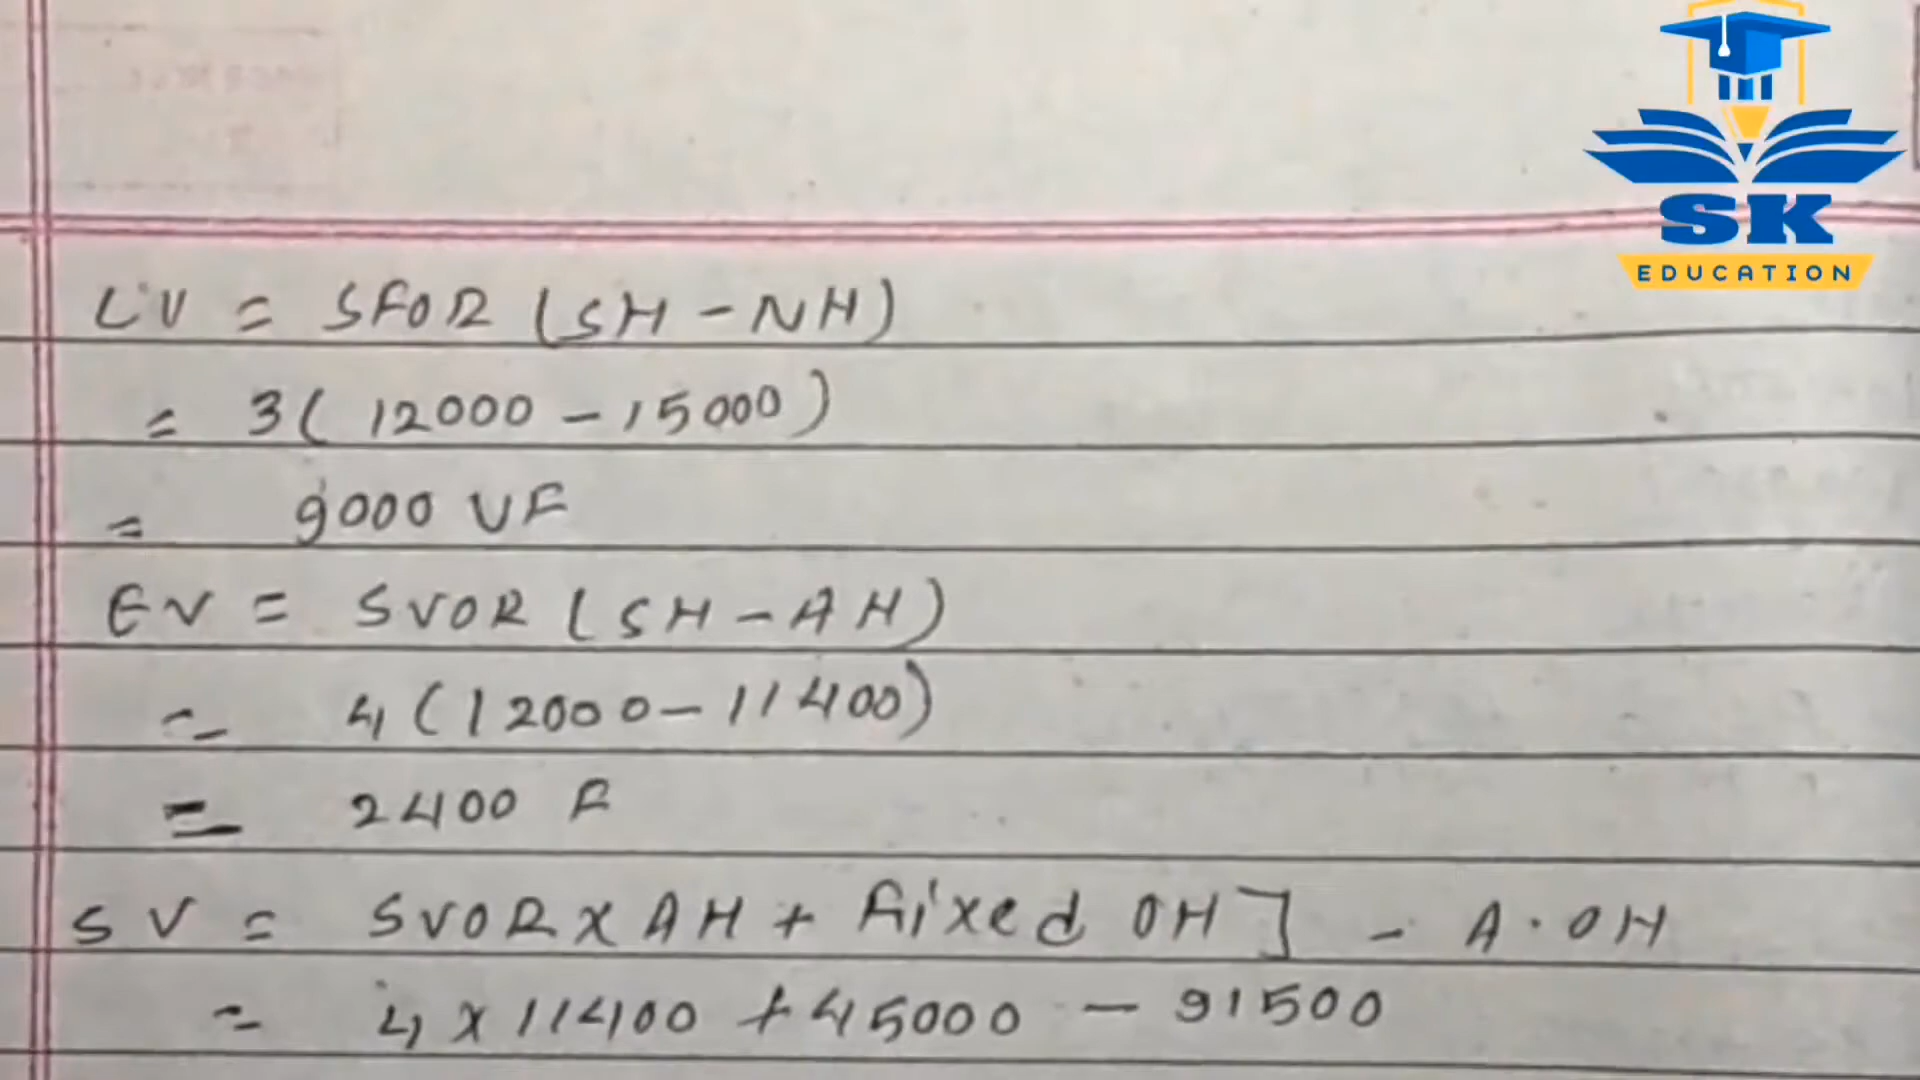 SK
EDUCATION
LV = SFOR (SH - NH)
= 3( 12000 - 15000)
= 9000 UF
EV = SVOR (SH - AH)
= 4 (12000 - 11400)
= 2400 F
SV = SVOR x AH + Fixed OH ] - A.OH
= 4 x 11400 + 45000 - 91500